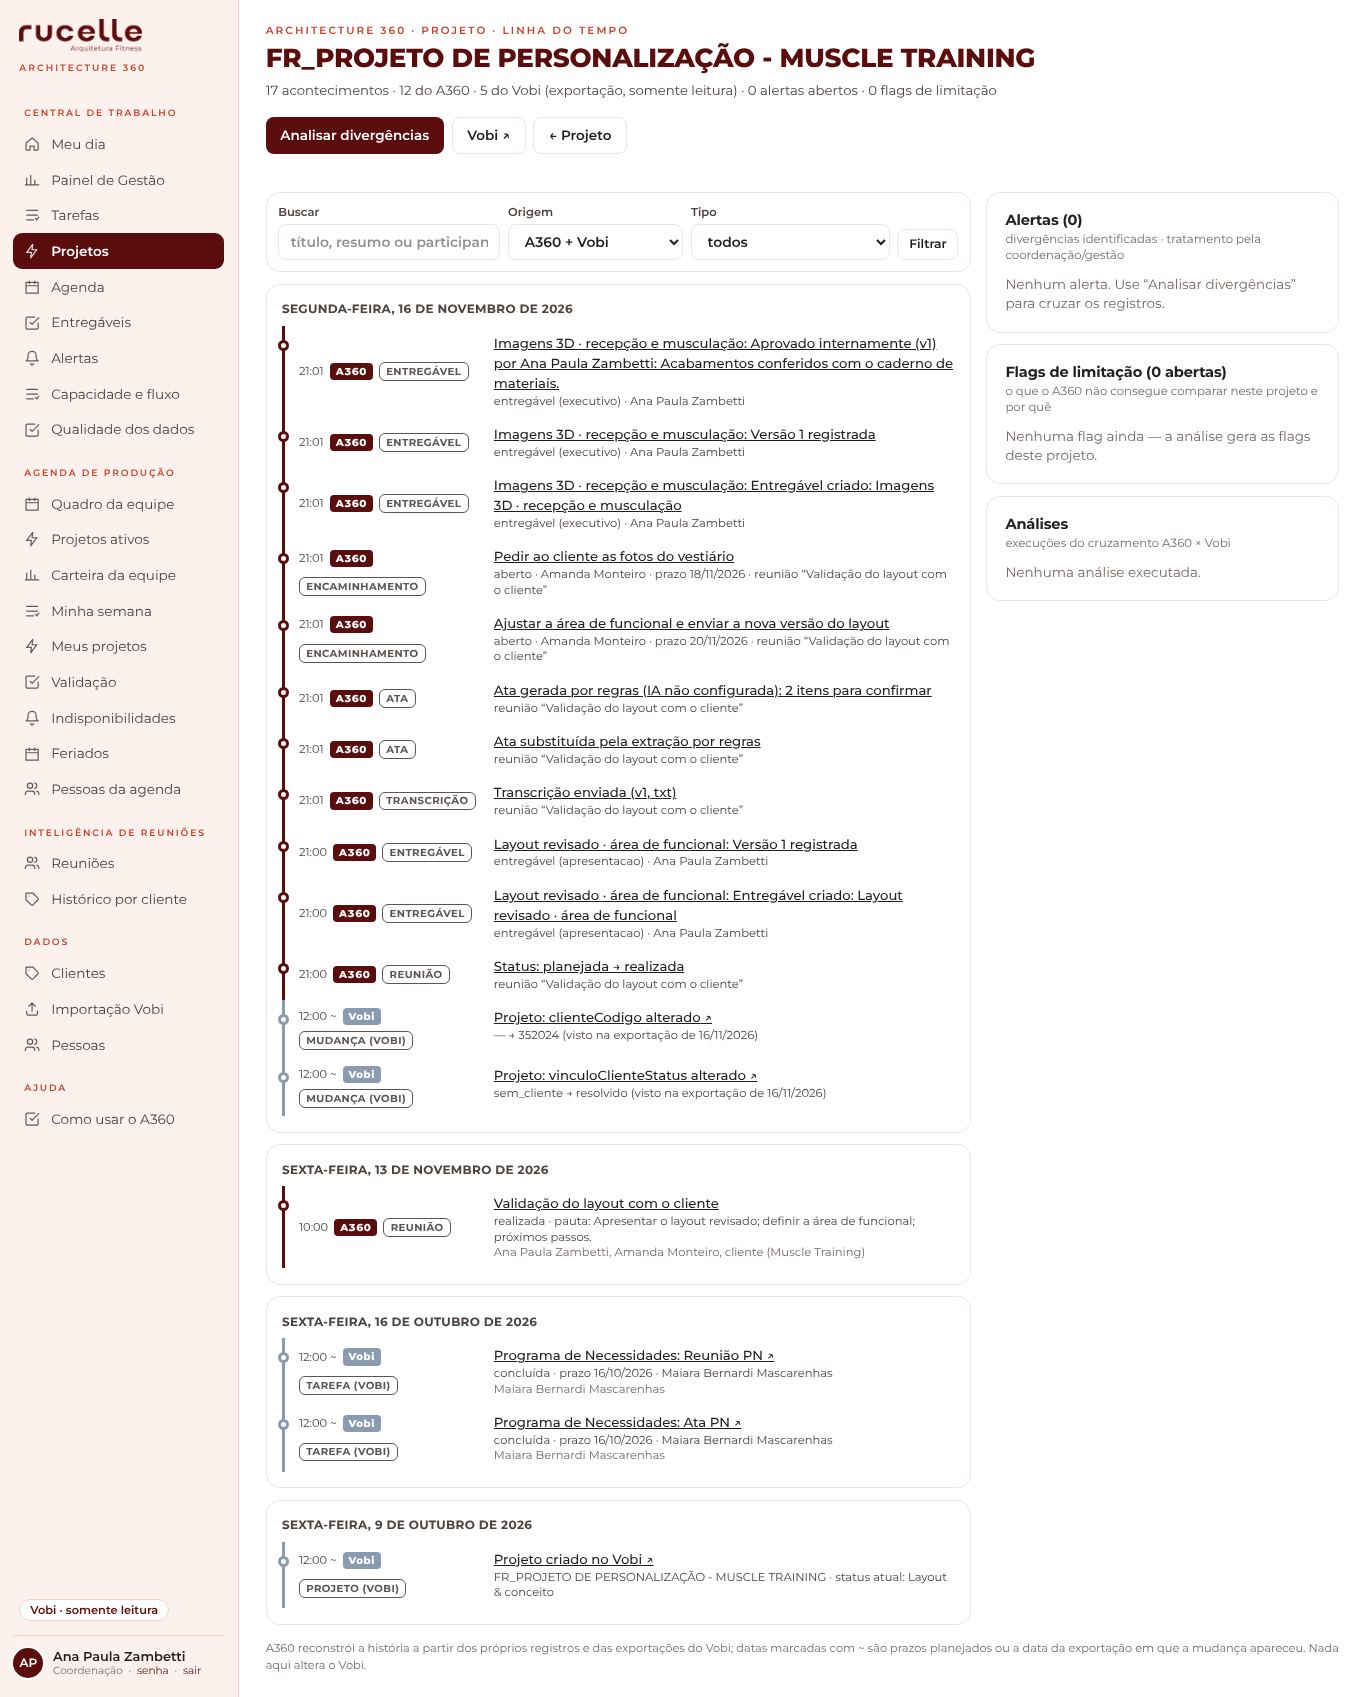 rucelle
Arquitetura Fitness
ARCHITECTURE 360
CENTRAL DE TRABALHO
Meu dia
Painel de Gestão
Tarefas
Projetos
Agenda
Entregáveis
Alertas
Capacidade e fluxo
Qualidade dos dados
AGENDA DE PRODUÇÃO
Quadro da equipe
Projetos ativos
Carteira da equipe
Minha semana
Meus projetos
Validação
Indisponibilidades
Feriados
Pessoas da agenda
INTELIGÊNCIA DE REUNIÕES
Reuniões
Histórico por cliente
DADOS
Clientes
Importação Vobi
Pessoas
AJUDA
Como usar o A360
Vobi · somente leitura
AP
Ana Paula Zambetti
Coordenação · senha · sair
ARCHITECTURE 360 · PROJETO · LINHA DO TEMPO
FR_PROJETO DE PERSONALIZAÇÃO - MUSCLE TRAINING
17 acontecimentos · 12 do A360 · 5 do Vobi (exportação, somente leitura) · 0 alertas abertos · 0 flags de limitação
Analisar divergências
Vobi ↗
← Projeto
Buscar
Origem
Tipo
título, resumo ou participan
A360 + Vobi
todos
Filtrar
SEGUNDA-FEIRA, 16 DE NOVEMBRO DE 2026
21:01 A360 ENTREGÁVEL
Imagens 3D · recepção e musculação: Aprovado internamente (v1)
por Ana Paula Zambetti: Acabamentos conferidos com o caderno de
materiais.
entregável (executivo) · Ana Paula Zambetti
21:01 A360 ENTREGÁVEL
Imagens 3D · recepção e musculação: Versão 1 registrada
entregável (executivo) · Ana Paula Zambetti
21:01 A360 ENTREGÁVEL
Imagens 3D · recepção e musculação: Entregável criado: Imagens
3D · recepção e musculação
entregável (executivo) · Ana Paula Zambetti
21:01 A360
ENCAMINHAMENTO
Pedir ao cliente as fotos do vestiário
aberto · Amanda Monteiro · prazo 18/11/2026 · reunião “Validação do layout com
o cliente”
21:01 A360
ENCAMINHAMENTO
Ajustar a área de funcional e enviar a nova versão do layout
aberto · Amanda Monteiro · prazo 20/11/2026 · reunião “Validação do layout com
o cliente”
21:01 A360 ATA
Ata gerada por regras (IA não configurada): 2 itens para confirmar
reunião “Validação do layout com o cliente”
21:01 A360 ATA
Ata substituída pela extração por regras
reunião “Validação do layout com o cliente”
21:01 A360 TRANSCRIÇÃO
Transcrição enviada (v1, txt)
reunião “Validação do layout com o cliente”
21:00 A360 ENTREGÁVEL
Layout revisado · área de funcional: Versão 1 registrada
entregável (apresentacao) · Ana Paula Zambetti
21:00 A360 ENTREGÁVEL
Layout revisado · área de funcional: Entregável criado: Layout
revisado · área de funcional
entregável (apresentacao) · Ana Paula Zambetti
21:00 A360 REUNIÃO
Status: planejada → realizada
reunião “Validação do layout com o cliente”
12:00 ~ Vobi
MUDANÇA (VOBI)
Projeto: clienteCodigo alterado ↗
— → 352024 (visto na exportação de 16/11/2026)
12:00 ~ Vobi
MUDANÇA (VOBI)
Projeto: vinculoClienteStatus alterado ↗
sem_cliente → resolvido (visto na exportação de 16/11/2026)
SEXTA-FEIRA, 13 DE NOVEMBRO DE 2026
10:00 A360 REUNIÃO
Validação do layout com o cliente
realizada · pauta: Apresentar o layout revisado; definir a área de funcional;
próximos passos.
Ana Paula Zambetti, Amanda Monteiro, cliente (Muscle Training)
SEXTA-FEIRA, 16 DE OUTUBRO DE 2026
12:00 ~ Vobi
TAREFA (VOBI)
Programa de Necessidades: Reunião PN ↗
concluída · prazo 16/10/2026 · Maiara Bernardi Mascarenhas
Maiara Bernardi Mascarenhas
12:00 ~ Vobi
TAREFA (VOBI)
Programa de Necessidades: Ata PN ↗
concluída · prazo 16/10/2026 · Maiara Bernardi Mascarenhas
Maiara Bernardi Mascarenhas
SEXTA-FEIRA, 9 DE OUTUBRO DE 2026
12:00 ~ Vobi
PROJETO (VOBI)
Projeto criado no Vobi ↗
FR_PROJETO DE PERSONALIZAÇÃO - MUSCLE TRAINING · status atual: Layout
& conceito
Alertas (0)
divergências identificadas · tratamento pela
coordenação/gestão
Nenhum alerta. Use “Analisar divergências”
para cruzar os registros.
Flags de limitação (0 abertas)
o que o A360 não consegue comparar neste projeto e
por quê
Nenhuma flag ainda — a análise gera as flags
deste projeto.
Análises
execuções do cruzamento A360 × Vobi
Nenhuma análise executada.
A360 reconstrói a história a partir dos próprios registros e das exportações do Vobi; datas marcadas com ~ são prazos planejados ou a data da exportação em que a mudança apareceu. Nada
aqui altera o Vobi.